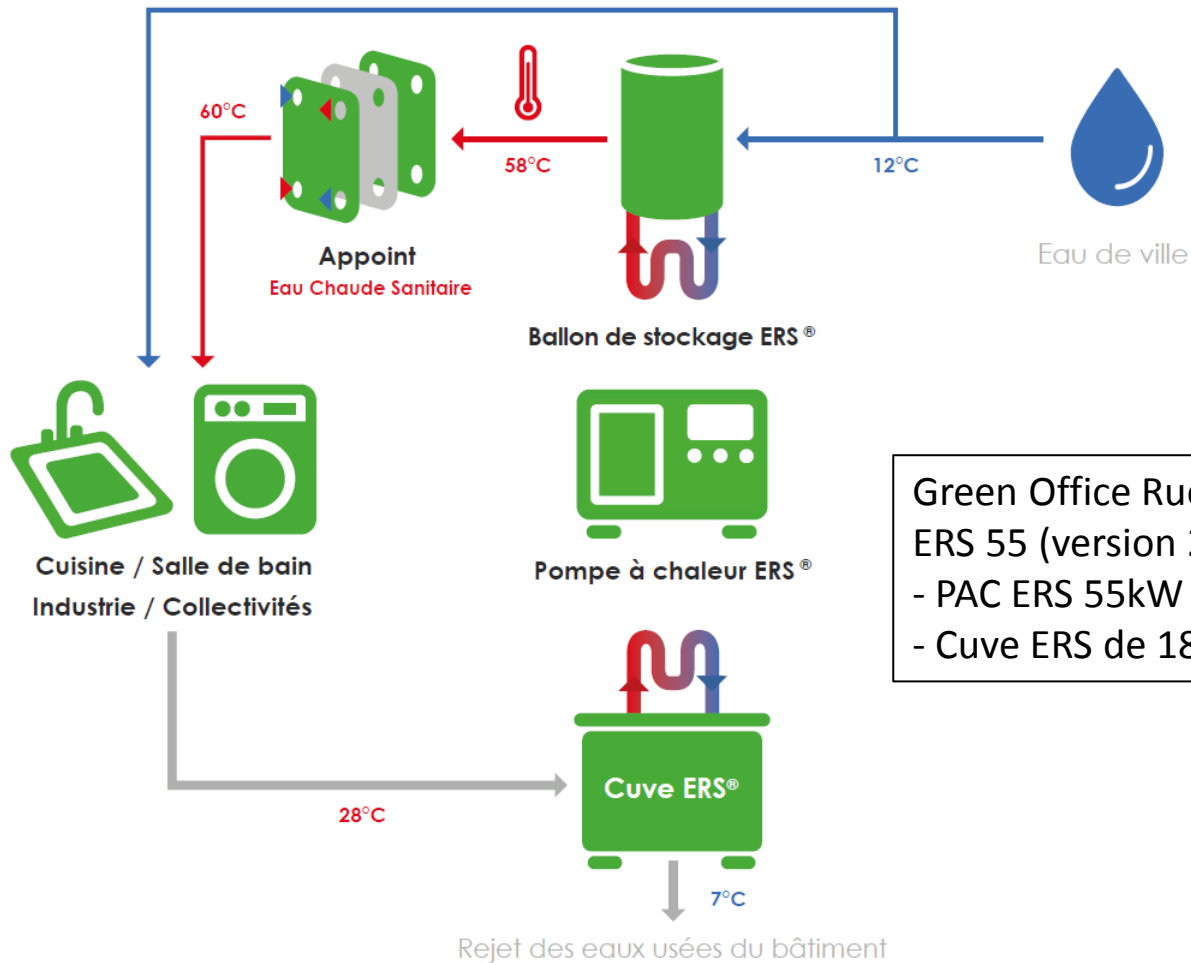 60°C
58°C
12°C
Appoint
Eau Chaude Sanitaire
Eau de ville
Ballon de stockage ERS ®
Cuisine / Salle de bain
Industrie / Collectivités
Pompe à chaleur ERS ®
Green Office
ERS 55 (version
- PAC ERS 55kW
- Cuve ERS de
Cuve ERS®
28°C
7°C
Rejet des eaux usées du bâtiment